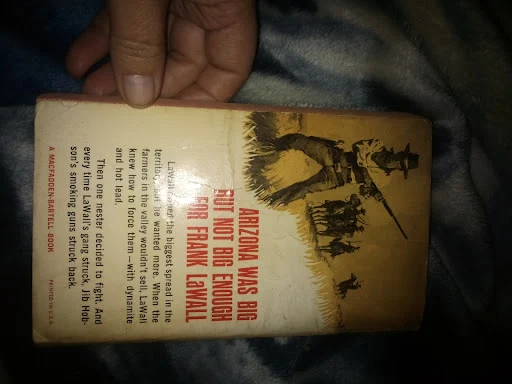 ARIZONA WAS BIG
BUT NOT BIG ENOUGH
FOR FRANK LaWALL
LaWall the biggest spread in the
territory but he wanted more. When the
farmers in the valley wouldn't sell, LaWall
knew how to force them—with dynamite
and hot lead.
Then one nester decided to fight. And
every time LaWall's gang struck, Jib Hob-
son's smoking guns struck back.
A MACFADDEN-BARTELL BOOK
PRINTED IN U.S.A.